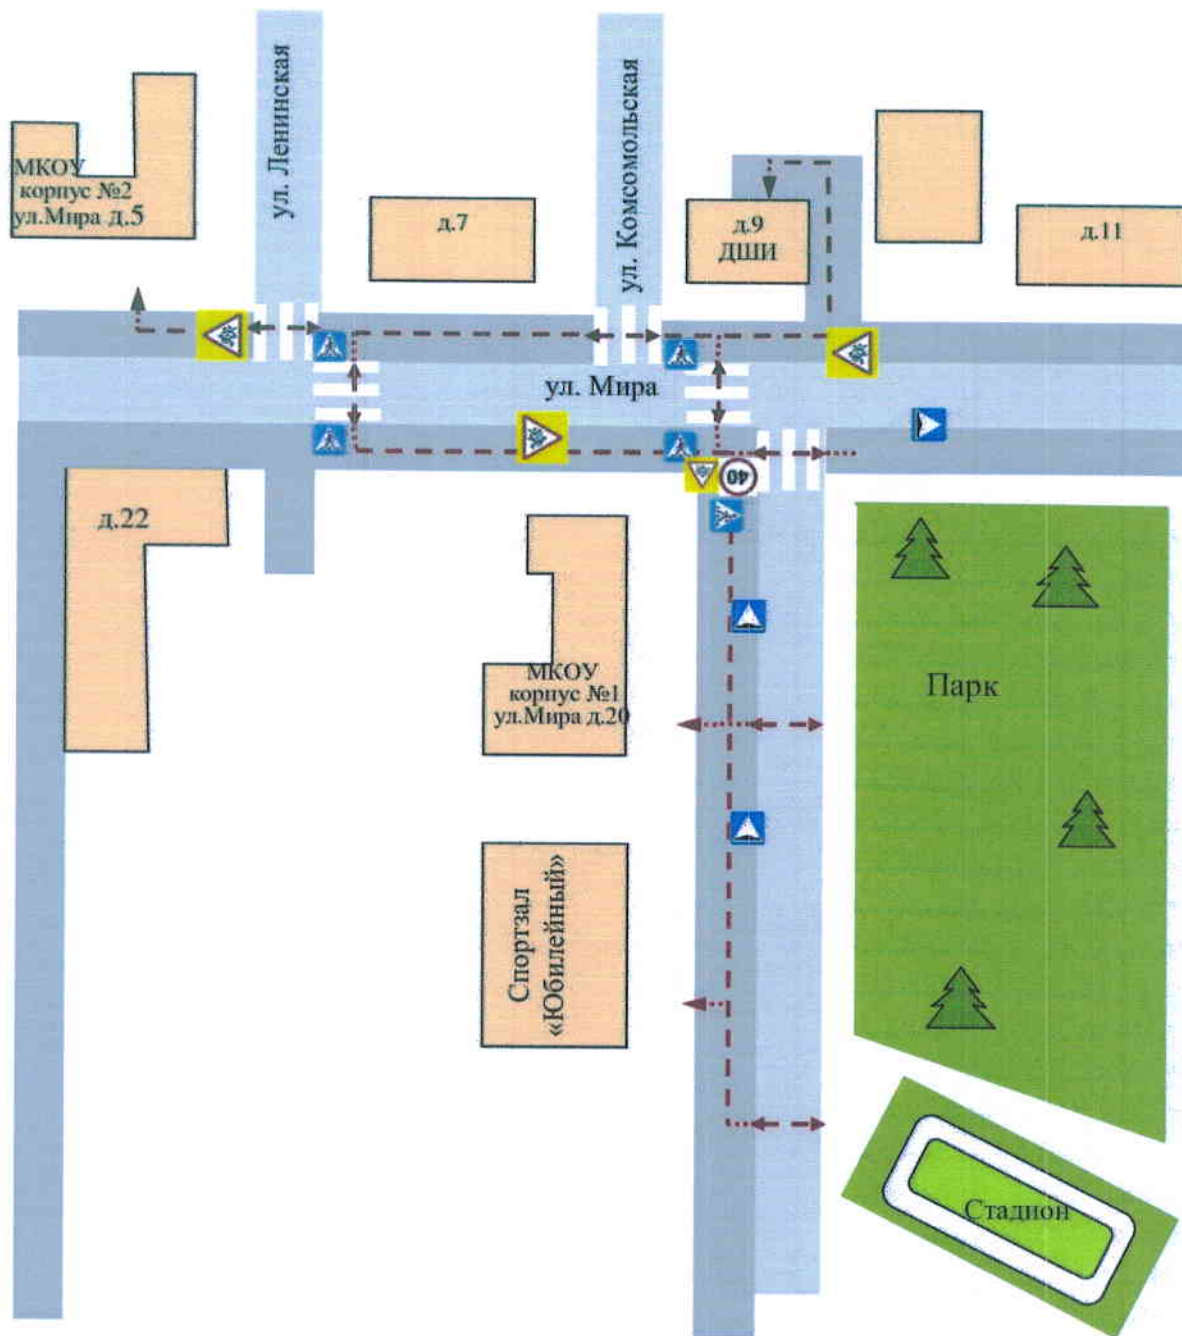 ул. Ленинская
ул. Комсомольская
МКОУ
корпус №2
ул.Мира д.5
д.7
д.9
ДШИ
д.11
ул. Мира
40
д.22
МКОУ
корпус №1
ул.Мира д.20
Парк
Спортзал
«Юбилейный»
Стадион